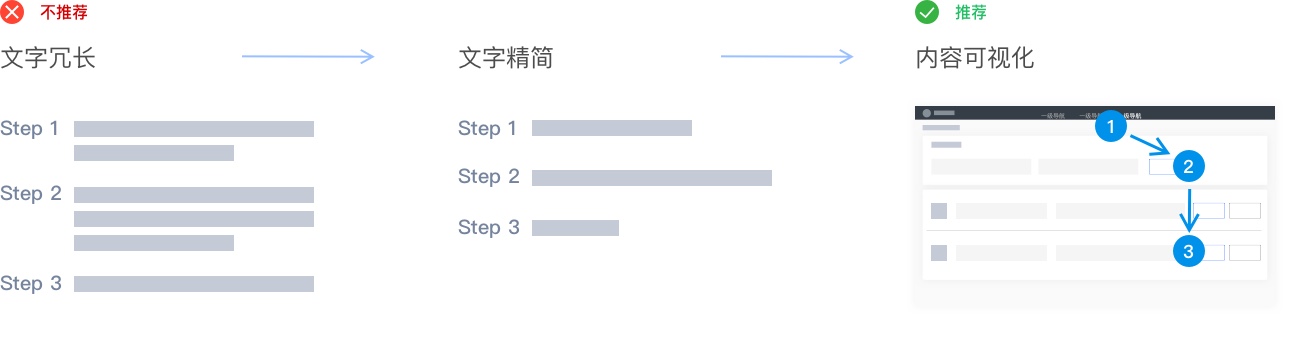 不推荐
推荐
文字冗长
文字精简
内容可视化
Step 1
Step 2
Step 3
Step 1
Step 2
Step 3
一级导航
一级导航
级导航
1
2
3